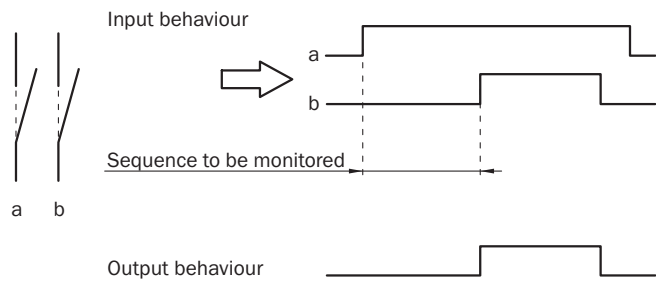 Input behaviour
a
b
Sequence to be monitored
a b
Output behaviour